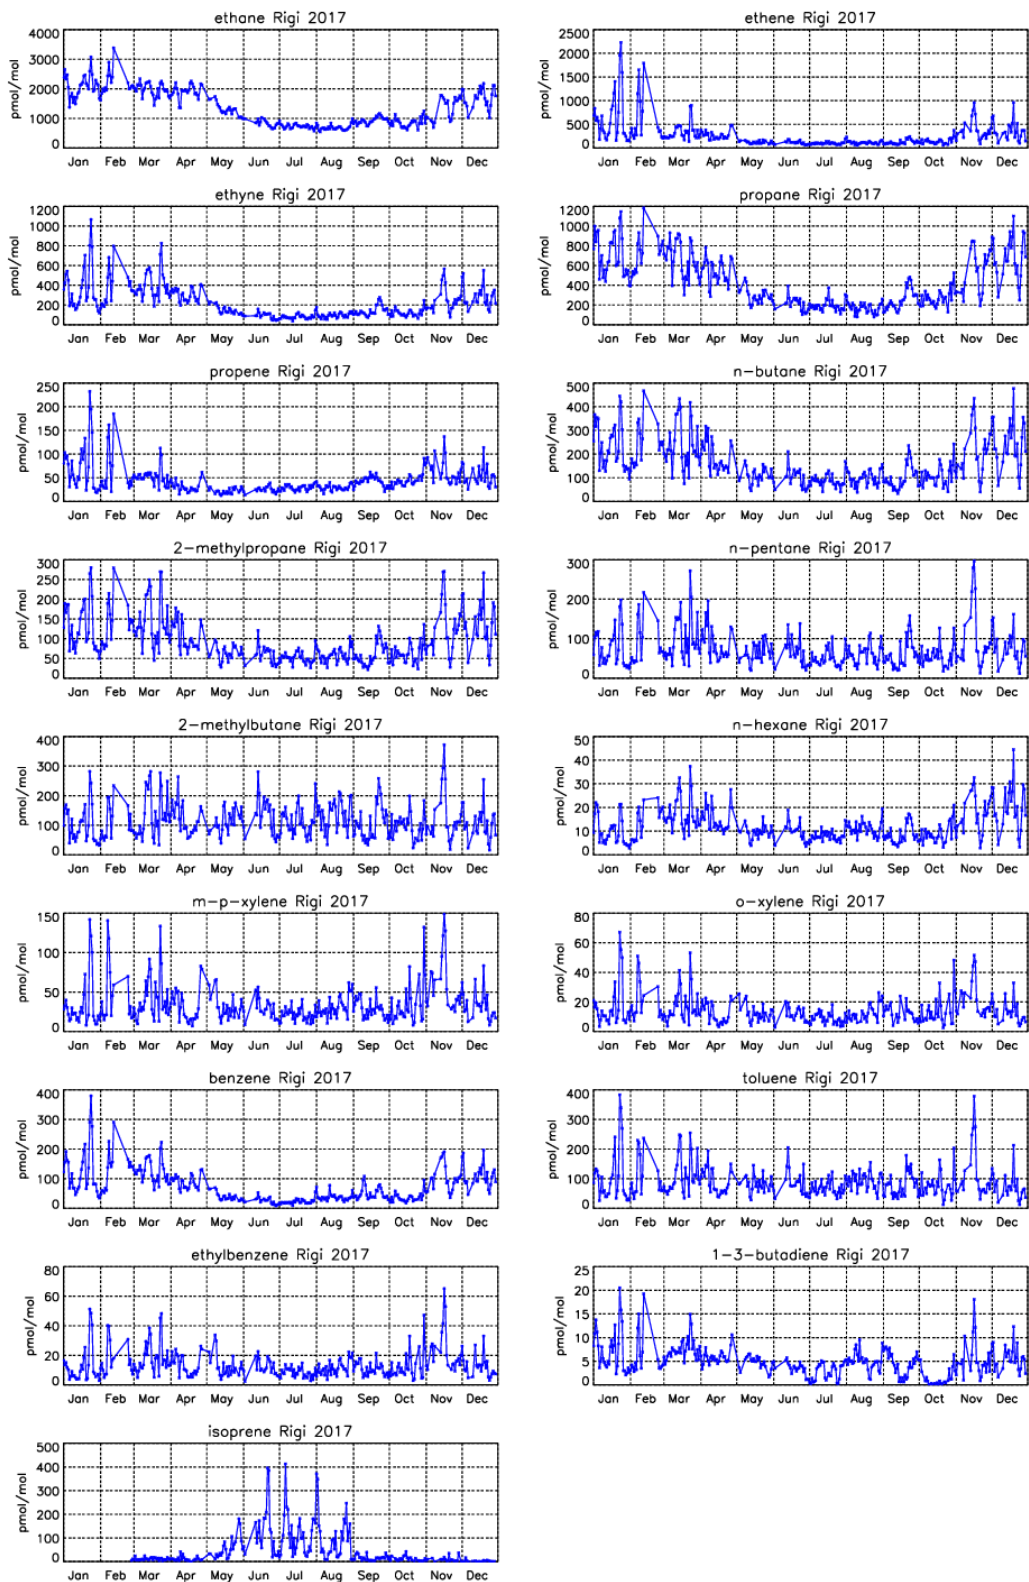 ethane Rigi 2017
pmol/mol
4000
3000
2000
1000
0
Jan Feb Mar Apr May Jun Jul Aug Sep Oct Nov Dec
ethene Rigi 2017
pmol/mol
2500
2000
1500
1000
500
0
Jan Feb Mar Apr May Jun Jul Aug Sep Oct Nov Dec
ethyne Rigi 2017
pmol/mol
1200
1000
800
600
400
200
0
Jan Feb Mar Apr May Jun Jul Aug Sep Oct Nov Dec
propane Rigi 2017
pmol/mol
1200
1000
800
600
400
200
0
Jan Feb Mar Apr May Jun Jul Aug Sep Oct Nov Dec
propene Rigi 2017
pmol/mol
250
200
150
100
50
0
Jan Feb Mar Apr May Jun Jul Aug Sep Oct Nov Dec
n-butane Rigi 2017
pmol/mol
500
400
300
200
100
0
Jan Feb Mar Apr May Jun Jul Aug Sep Oct Nov Dec
2-methylpropane Rigi 2017
pmol/mol
300
250
200
150
100
50
0
Jan Feb Mar Apr May Jun Jul Aug Sep Oct Nov Dec
n-pentane Rigi 2017
pmol/mol
300
200
100
0
Jan Feb Mar Apr May Jun Jul Aug Sep Oct Nov Dec
2-methylbutane Rigi 2017
pmol/mol
400
300
200
100
0
Jan Feb Mar Apr May Jun Jul Aug Sep Oct Nov Dec
n-hexane Rigi 2017
pmol/mol
50
40
30
20
10
0
Jan Feb Mar Apr May Jun Jul Aug Sep Oct Nov Dec
m-p-xylene Rigi 2017
pmol/mol
150
100
50
0
Jan Feb Mar Apr May Jun Jul Aug Sep Oct Nov Dec
o-xylene Rigi 2017
pmol/mol
80
60
40
20
0
Jan Feb Mar Apr May Jun Jul Aug Sep Oct Nov Dec
benzene Rigi 2017
pmol/mol
400
300
200
100
0
Jan Feb Mar Apr May Jun Jul Aug Sep Oct Nov Dec
toluene Rigi 2017
pmol/mol
400
300
200
100
0
Jan Feb Mar Apr May Jun Jul Aug Sep Oct Nov Dec
ethylbenzene Rigi 2017
pmol/mol
80
60
40
20
0
Jan Feb Mar Apr May Jun Jul Aug Sep Oct Nov Dec
1-3-butadiene Rigi 2017
pmol/mol
25
20
15
10
5
0
Jan Feb Mar Apr May Jun Jul Aug Sep Oct Nov Dec
isoprene Rigi 2017
pmol/mol
500
400
300
200
100
0
Jan Feb Mar Apr May Jun Jul Aug Sep Oct Nov Dec